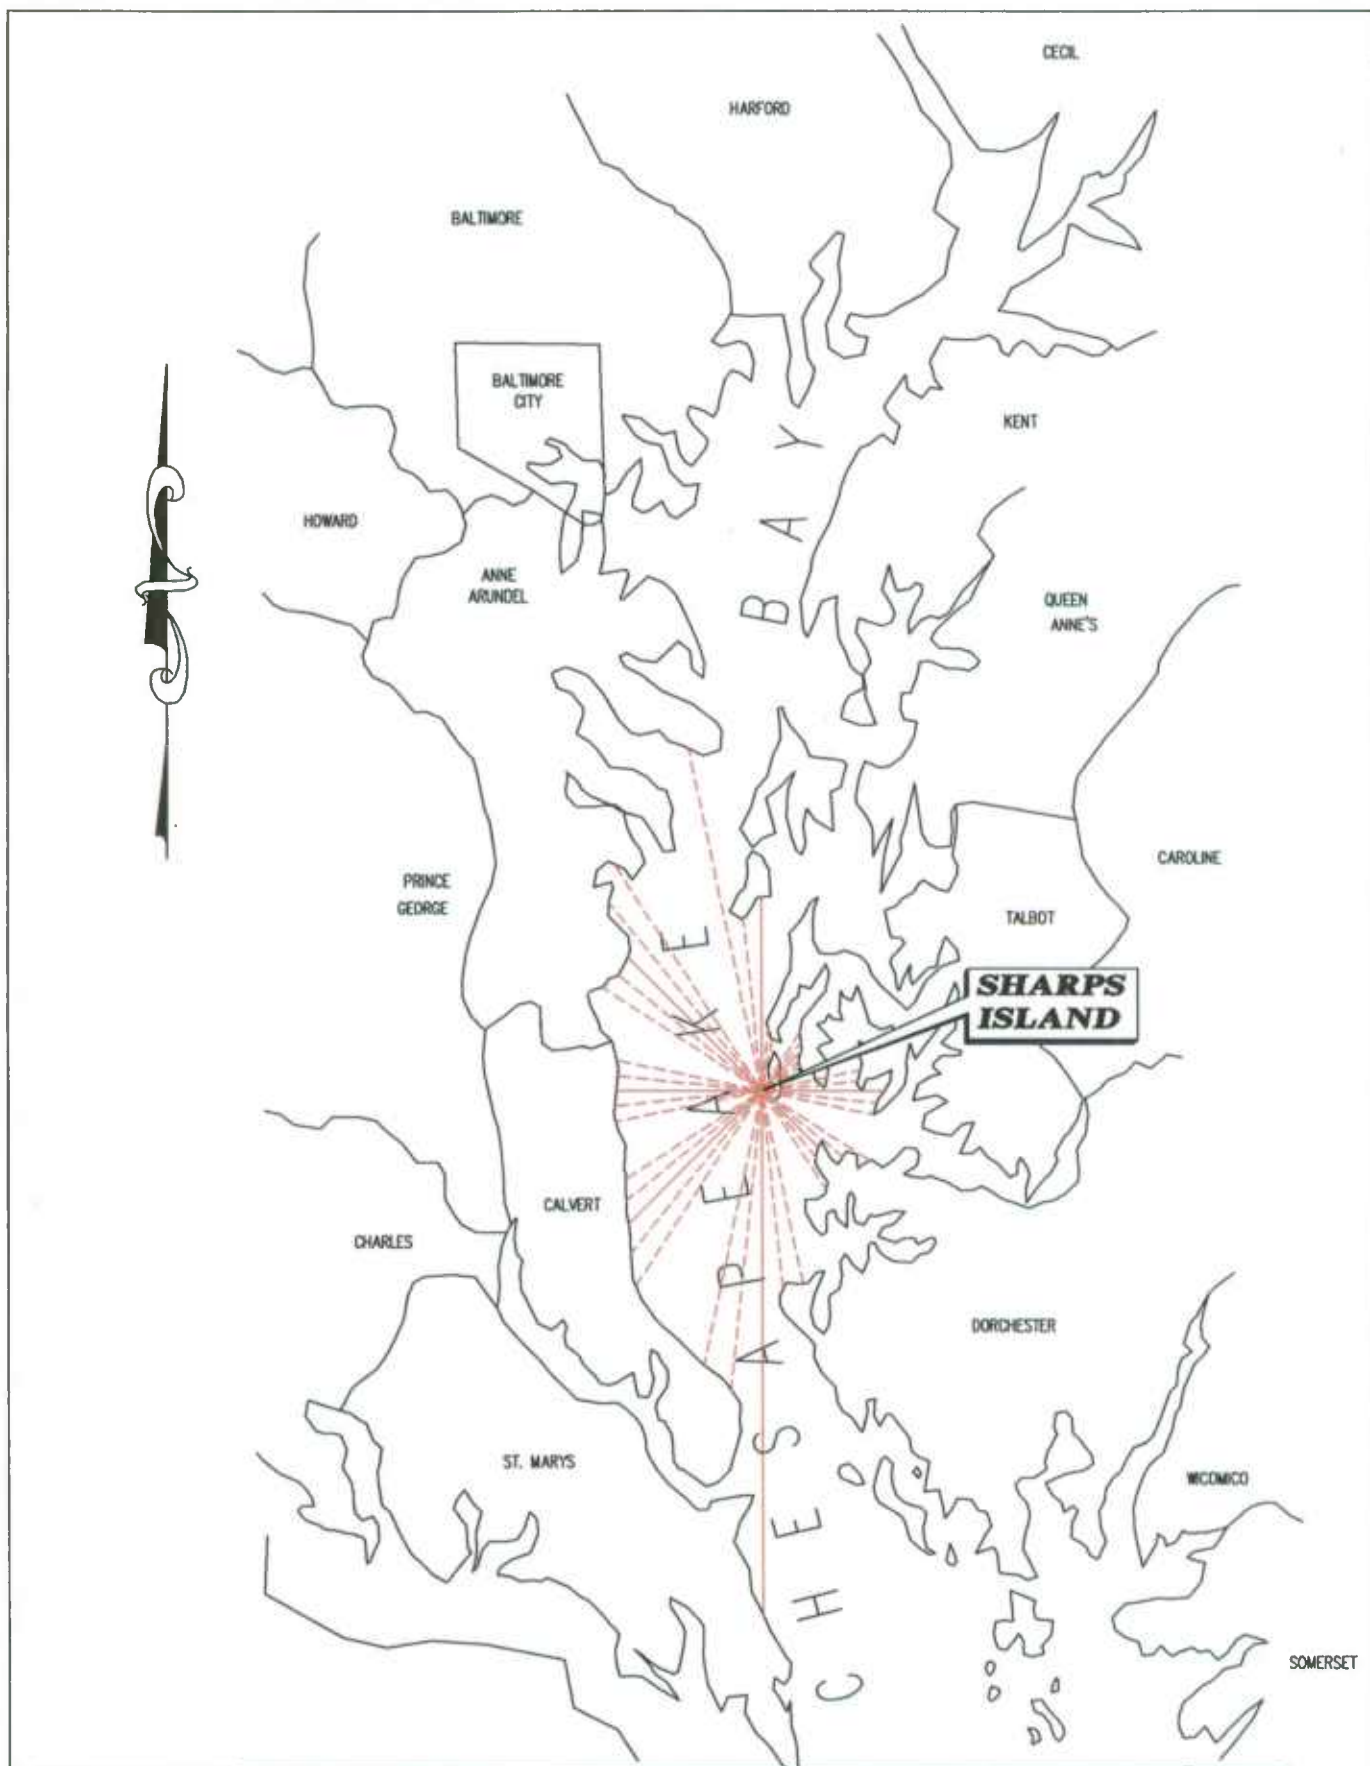 CECIL
HARFORD
BALTIMORE
BALTIMORE
CITY
KENT
HOWARD
ANNE
ARUNDEL
QUEEN
ANNE'S
CAROLINE
PRINCE
GEORGE
TALBOT
SHARPS
ISLAND
CALVERT
CHARLES
DORCHESTER
ST. MARYS
WICOMICO
SOMERSET
CHESAPEAKE BAY